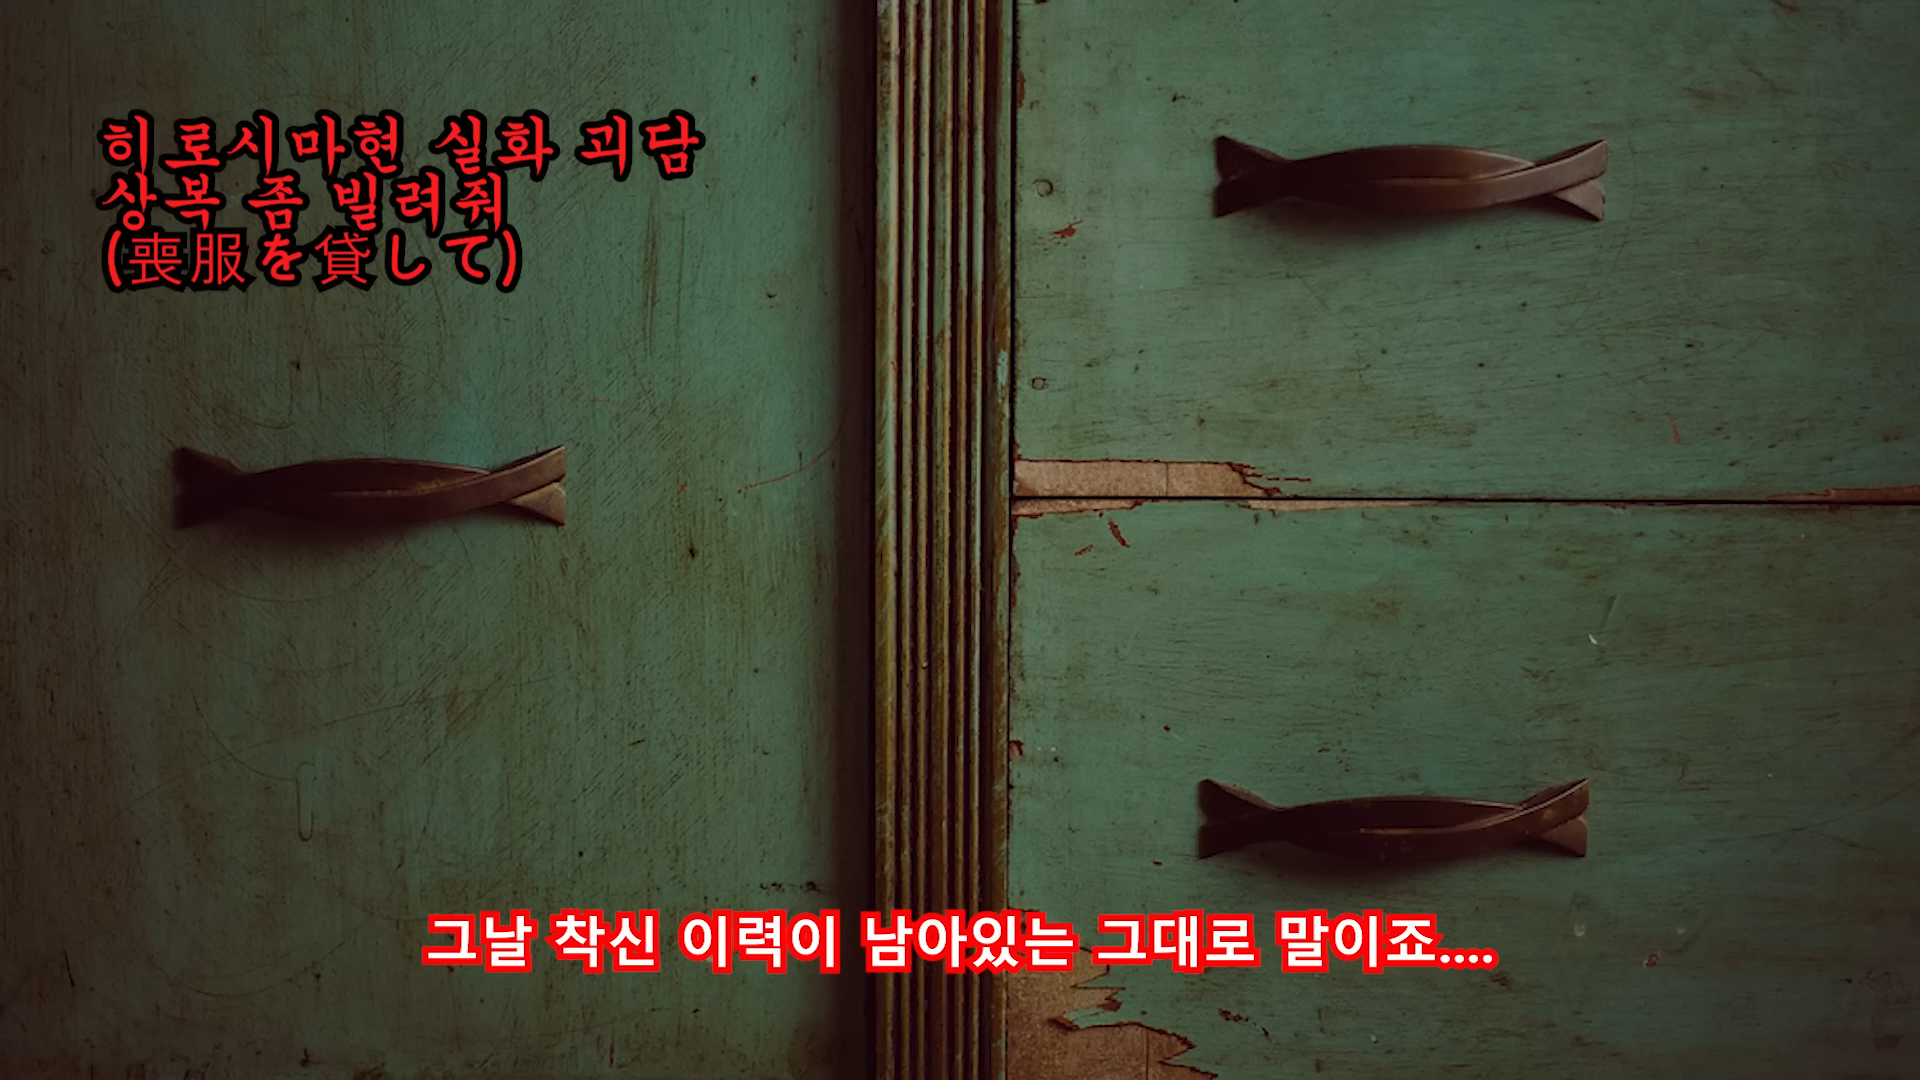 히로시마현 실화 괴담
상복 좀 빌려줘
(喪服を貸して)
그날 착신 이력이 남아있는 그대로 말이죠....